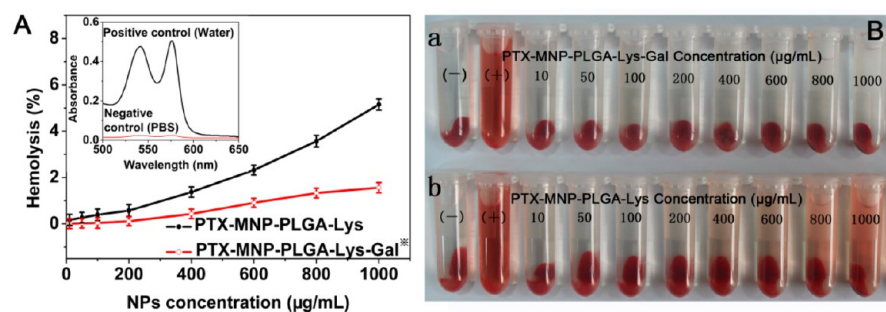 A
Hemolysis (%)
8
6
4
2
0
0
200
400
600
800
1000
NPs concentration (µg/mL)
PTX-MNP-PLGA-Lys
PTX-MNP-PLGA-Lys-Gal※
Absorbance
0.6
0.4
0.2
0.0
500
550
600
650
Wavelength (nm)
Positive control (Water)
Negative
control (PBS)
B
a
PTX-MNP-PLGA-Lys-Gal Concentration (µg/mL)
(−) (+) 10 50 100 200 400 600 800 1000
b
PTX-MNP-PLGA-Lys Concentration (µg/mL)
(−) (+) 10 50 100 200 400 600 800 1000